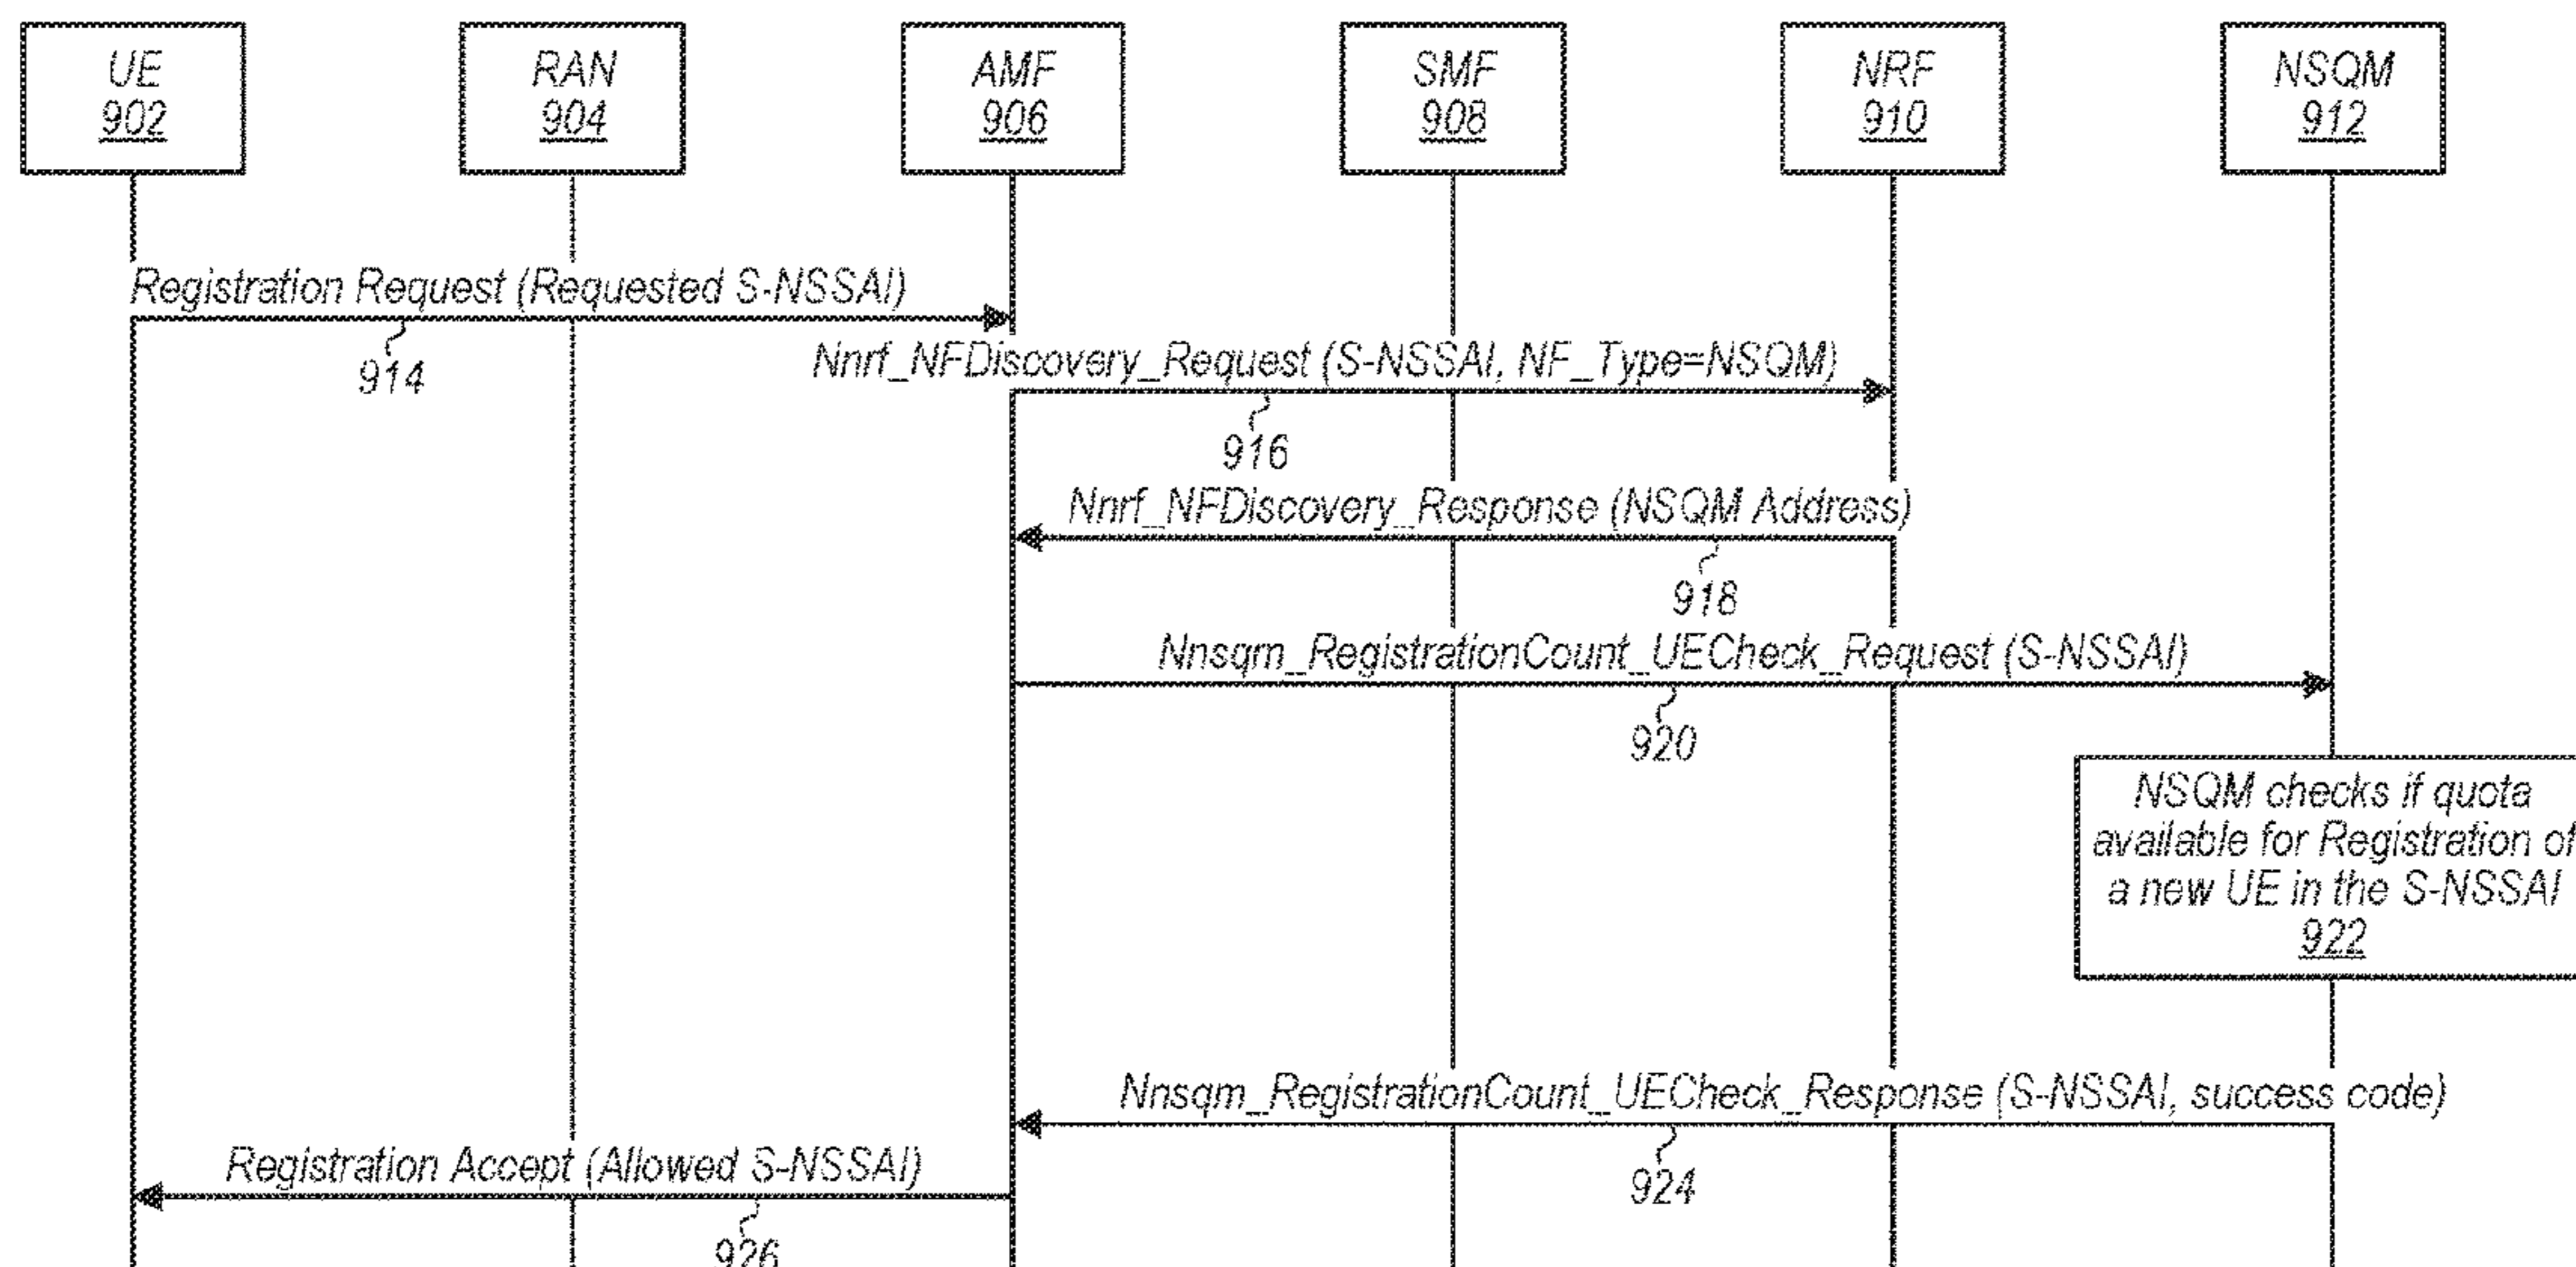 UE
902
RAN
904
AMF
906
SMF
908
NRF
910
NSQM
912
Registration Request (Requested S-NSSAI)
914
Nnrf_NFDiscovery_Request (S-NSSAI, NF_Type=NSQM)
916
Nnrf_NFDiscovery_Response (NSQM Address)
918
Nnsqm_RegistrationCount_UECheck_Request (S-NSSAI)
920
NSQM checks if quota
available for Registration of
a new UE in the S-NSSAI
922
Nnsqm_RegistrationCount_UECheck_Response (S-NSSAI, success code)
924
Registration Accept (Allowed S-NSSAI)
926